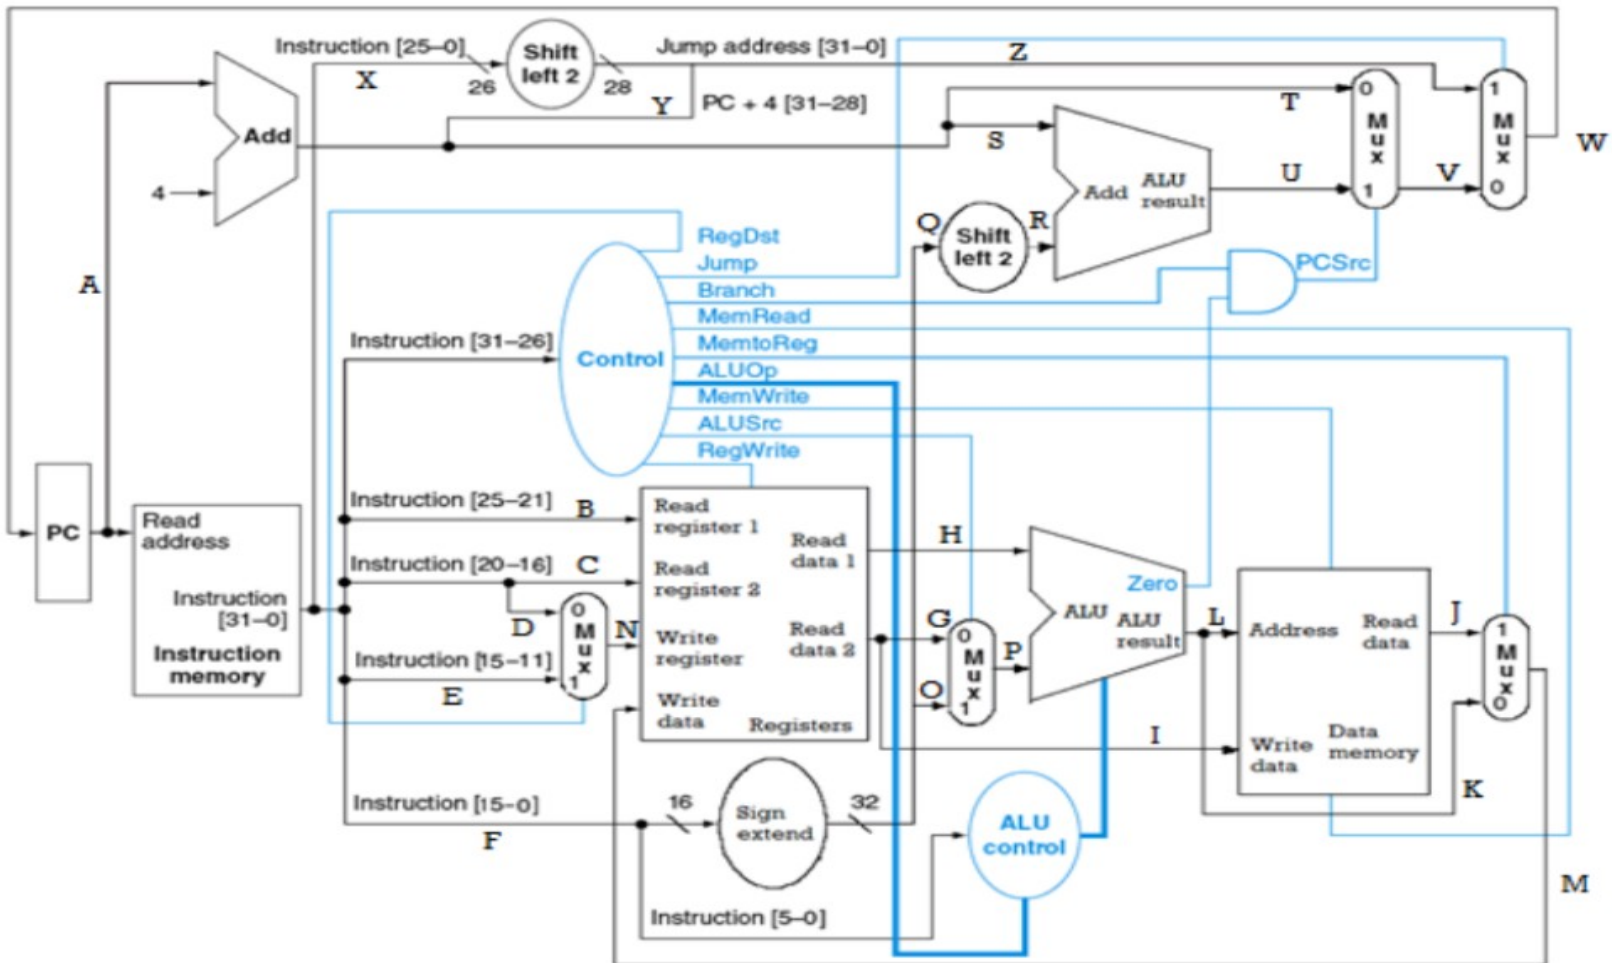 Instruction [25–0]
X
26
Shift
left 2
28
Jump address [31–0]
Z
Y
PC + 4 [31–28]
Add
4
A
S
T
Add
ALU
result
U
0
M
u
x
1
V
1
M
u
x
0
W
Q
Shift
left 2
R
PCSrc
RegDst
Jump
Branch
MemRead
MemtoReg
ALUOp
MemWrite
ALUSrc
RegWrite
Control
Instruction [31–26]
PC
Read
address
Instruction
[31–0]
Instruction
memory
Instruction [25–21]
B
Instruction [20–16]
C
D
0
M
u
x
1
N
Instruction [15–11]
E
Read
register 1
Read
register 2
Write
register
Write
data
Read
data 1
Read
data 2
Registers
H
G
0
M
u
x
1
O
P
Zero
ALU
ALU
result
L
Address
Read
data
Write
data
Data
memory
I
J
1
M
u
x
0
K
M
Instruction [15–0]
F
16
Sign
extend
32
ALU
control
Instruction [5–0]